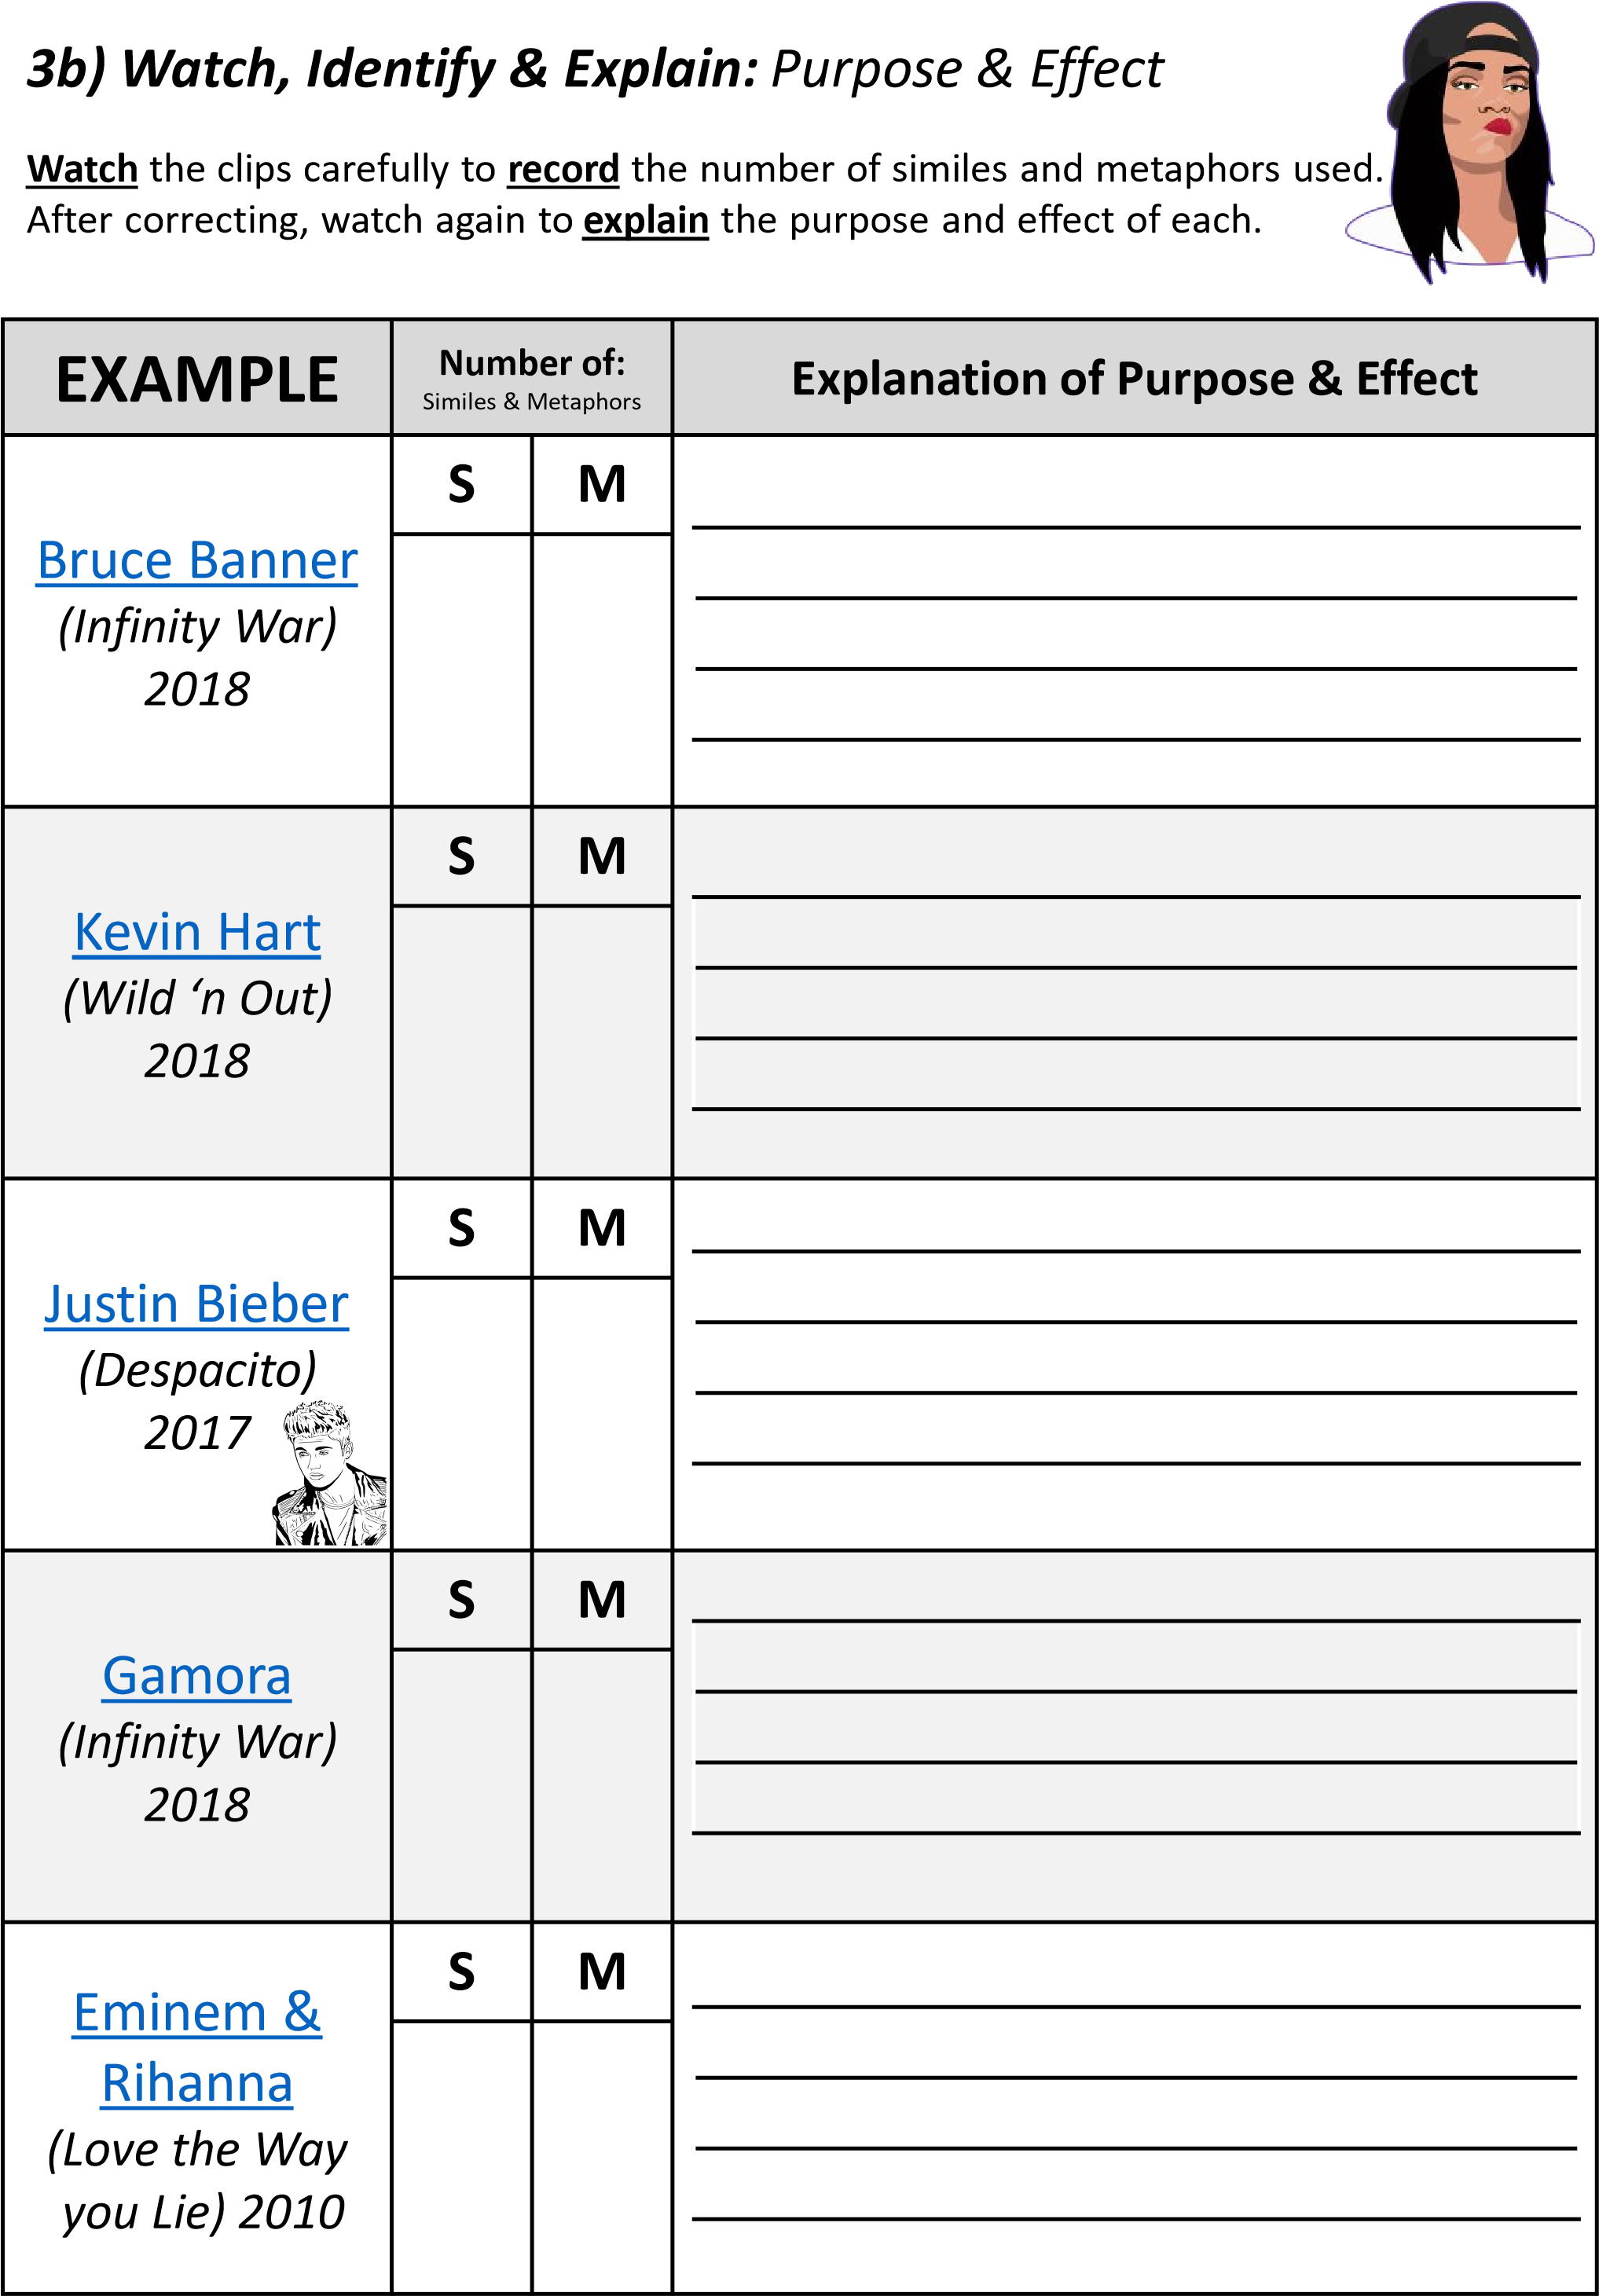 3b) Watch, Identify & Explain: Purpose & Effect
Watch the clips carefully to record the number of similes and metaphors used.
After correcting, watch again to explain the purpose and effect of each.
EXAMPLE
Number of:
Similes & Metaphors
Explanation of Purpose & Effect
Bruce Banner
(Infinity War)
2018
S M
Kevin Hart
(Wild ‘n Out)
2018
S M
Justin Bieber
(Despacito)
2017
S M
Gamora
(Infinity War)
2018
S M
Eminem &
Rihanna
(Love the Way
you Lie) 2010
S M